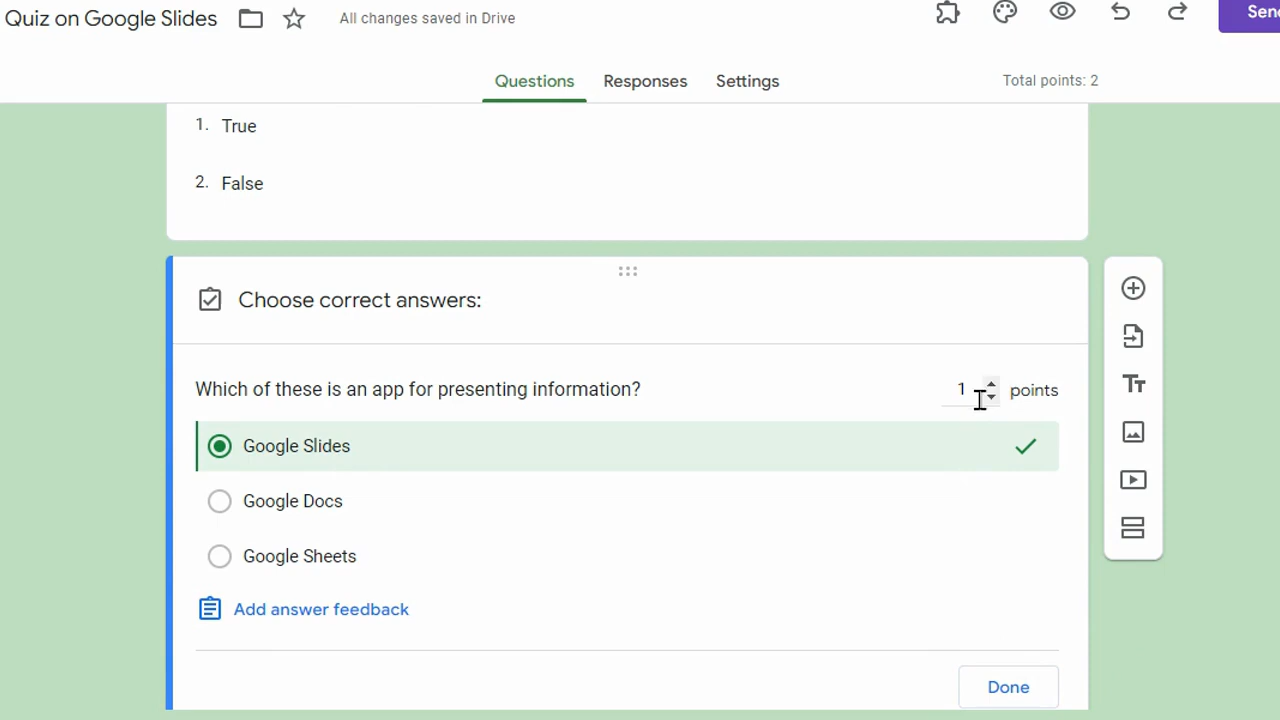 Quiz on Google Slides All changes saved in Drive
Questions Responses Settings Total points: 2
1. True
2. False
Choose correct answers:
Which of these is an app for presenting information? 1 points
Google Slides
Google Docs
Tт
Google Sheets
Add answer feedback
Done